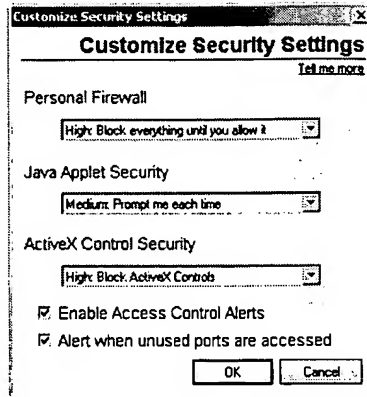 Customize Security Settings
Customize Security Settings
Tell me more
Personal Firewall
High: Block everything until you allow it
Java Applet Security
Medium: Prompt me each time
ActiveX Control Security
High: Block ActiveX Controls
Enable Access Control Alerts
Alert when unused ports are accessed
OK
Cancel